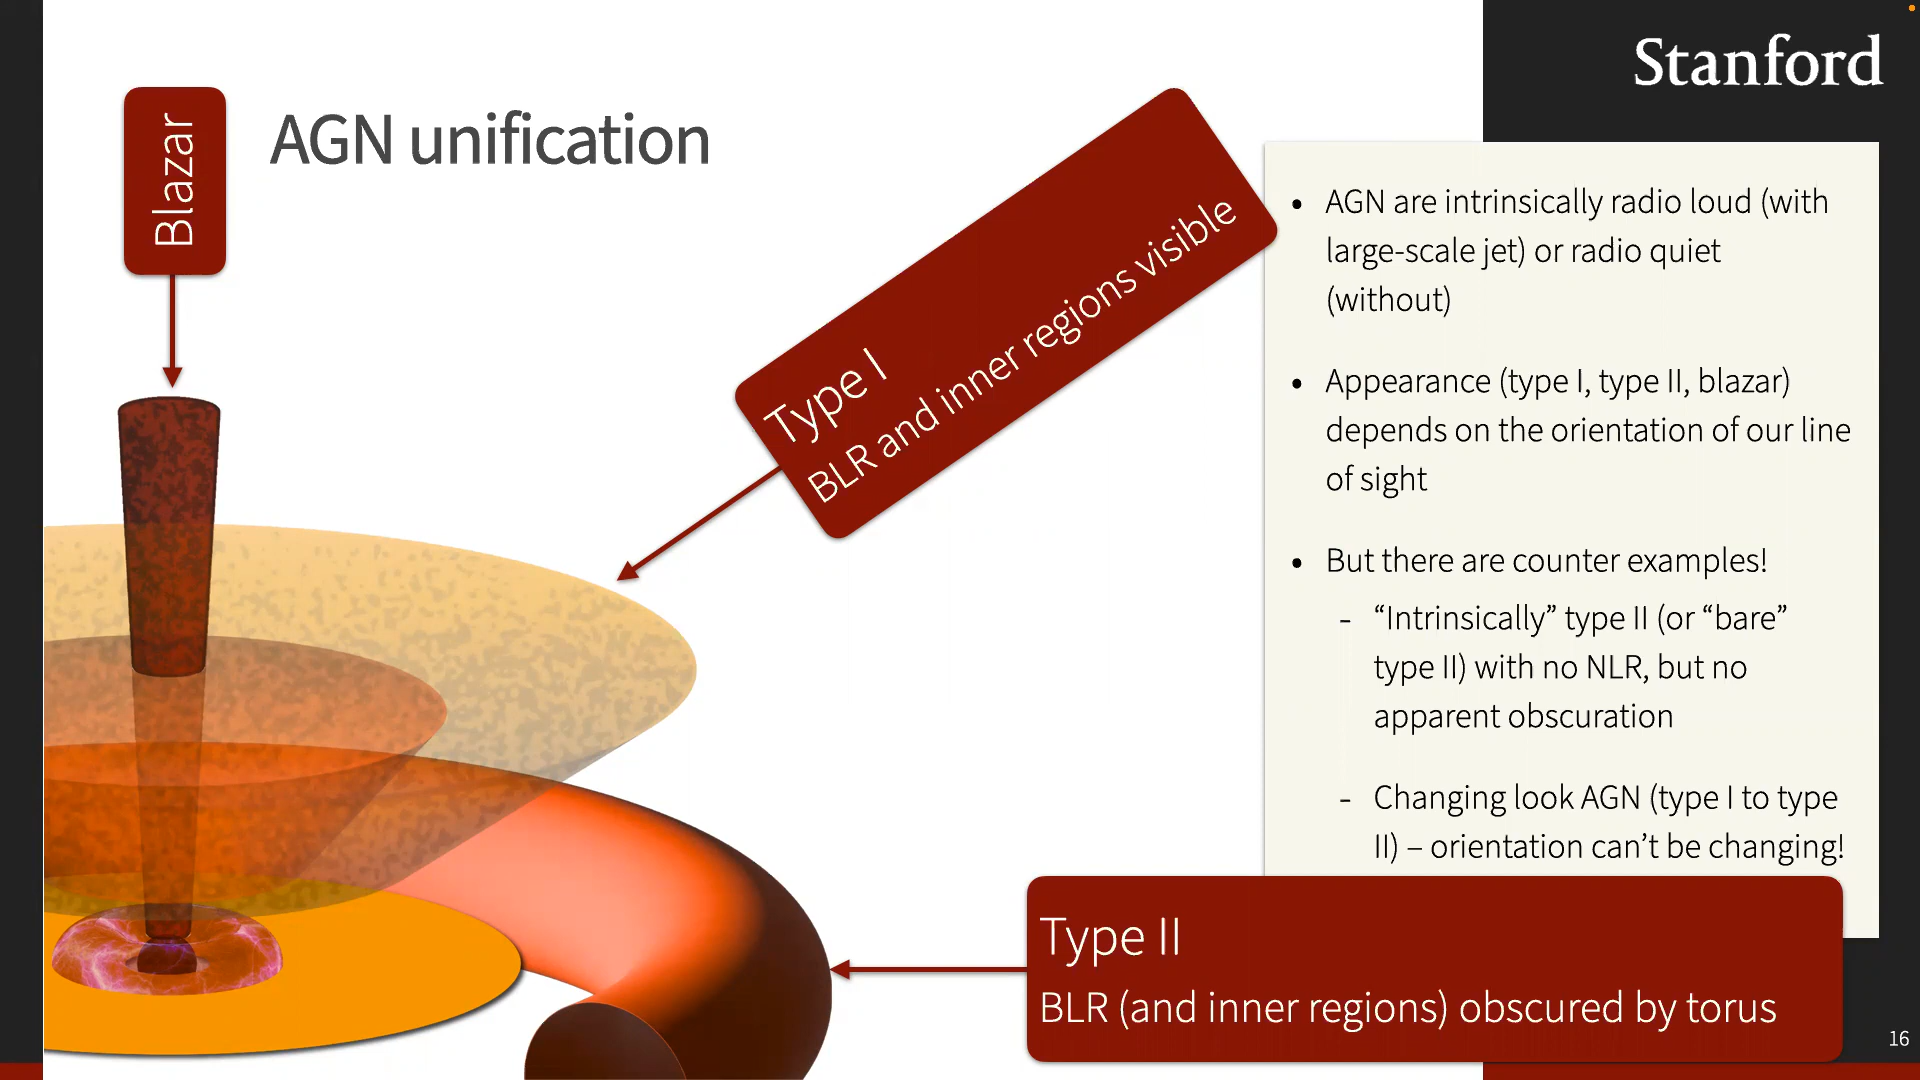 Stanford
Blazar
AGN unification
Type I
BLR and inner regions visible
• AGN are intrinsically radio loud (with
large-scale jet) or radio quiet
(without)
• Appearance (type I, type II, blazar)
depends on the orientation of our line
of sight
• But there are counter examples!
- “Intrinsically” type II (or “bare”
type II) with no NLR, but no
apparent obscuration
- Changing look AGN (type I to type
II) – orientation can’t be changing!
Type II
BLR (and inner regions) obscured by torus
16